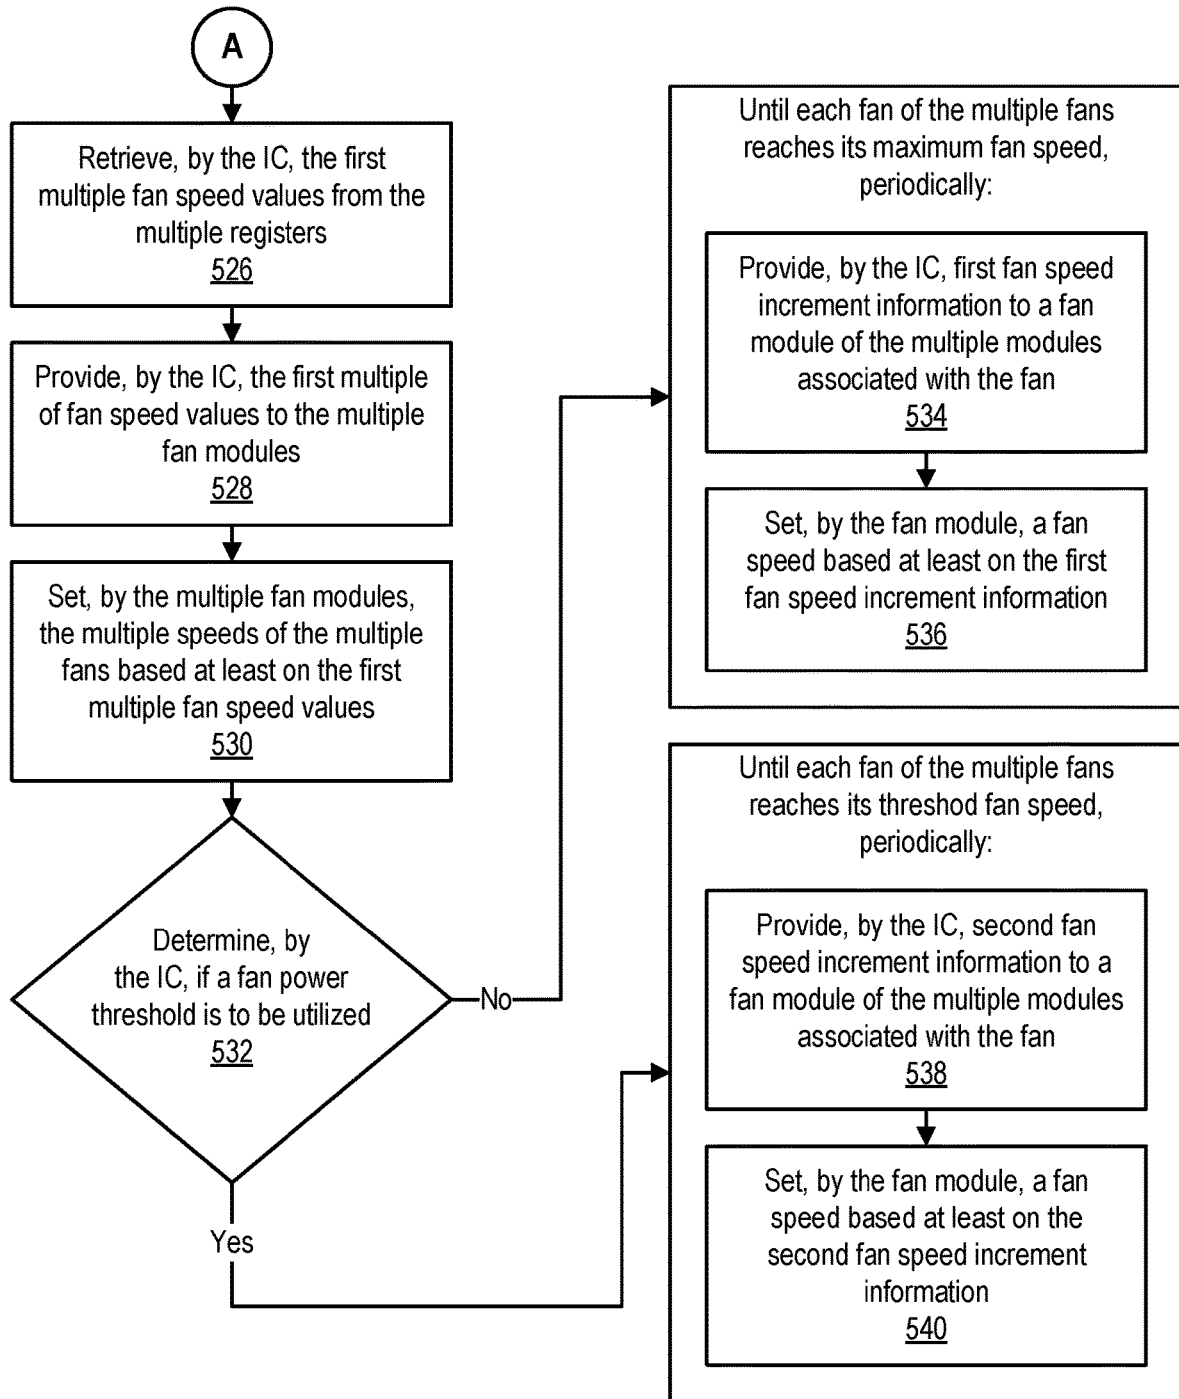 A
Retrieve, by the IC, the first
multiple fan speed values from the
multiple registers
526
Provide, by the IC, the first multiple
of fan speed values to the multiple
fan modules
528
Set, by the multiple fan modules,
the multiple speeds of the multiple
fans based at least on the first
multiple fan speed values
530
Determine, by
the IC, if a fan power
threshold is to be utilized
532
No
Yes
Until each fan of the multiple fans
reaches its maximum fan speed,
periodically:
Provide, by the IC, first fan speed
increment information to a fan
module of the multiple modules
associated with the fan
534
Set, by the fan module, a fan
speed based at least on the first
fan speed increment information
536
Until each fan of the multiple fans
reaches its threshod fan speed,
periodically:
Provide, by the IC, second fan
speed increment information to a
fan module of the multiple modules
associated with the fan
538
Set, by the fan module, a fan
speed based at least on the
second fan speed increment
information
540